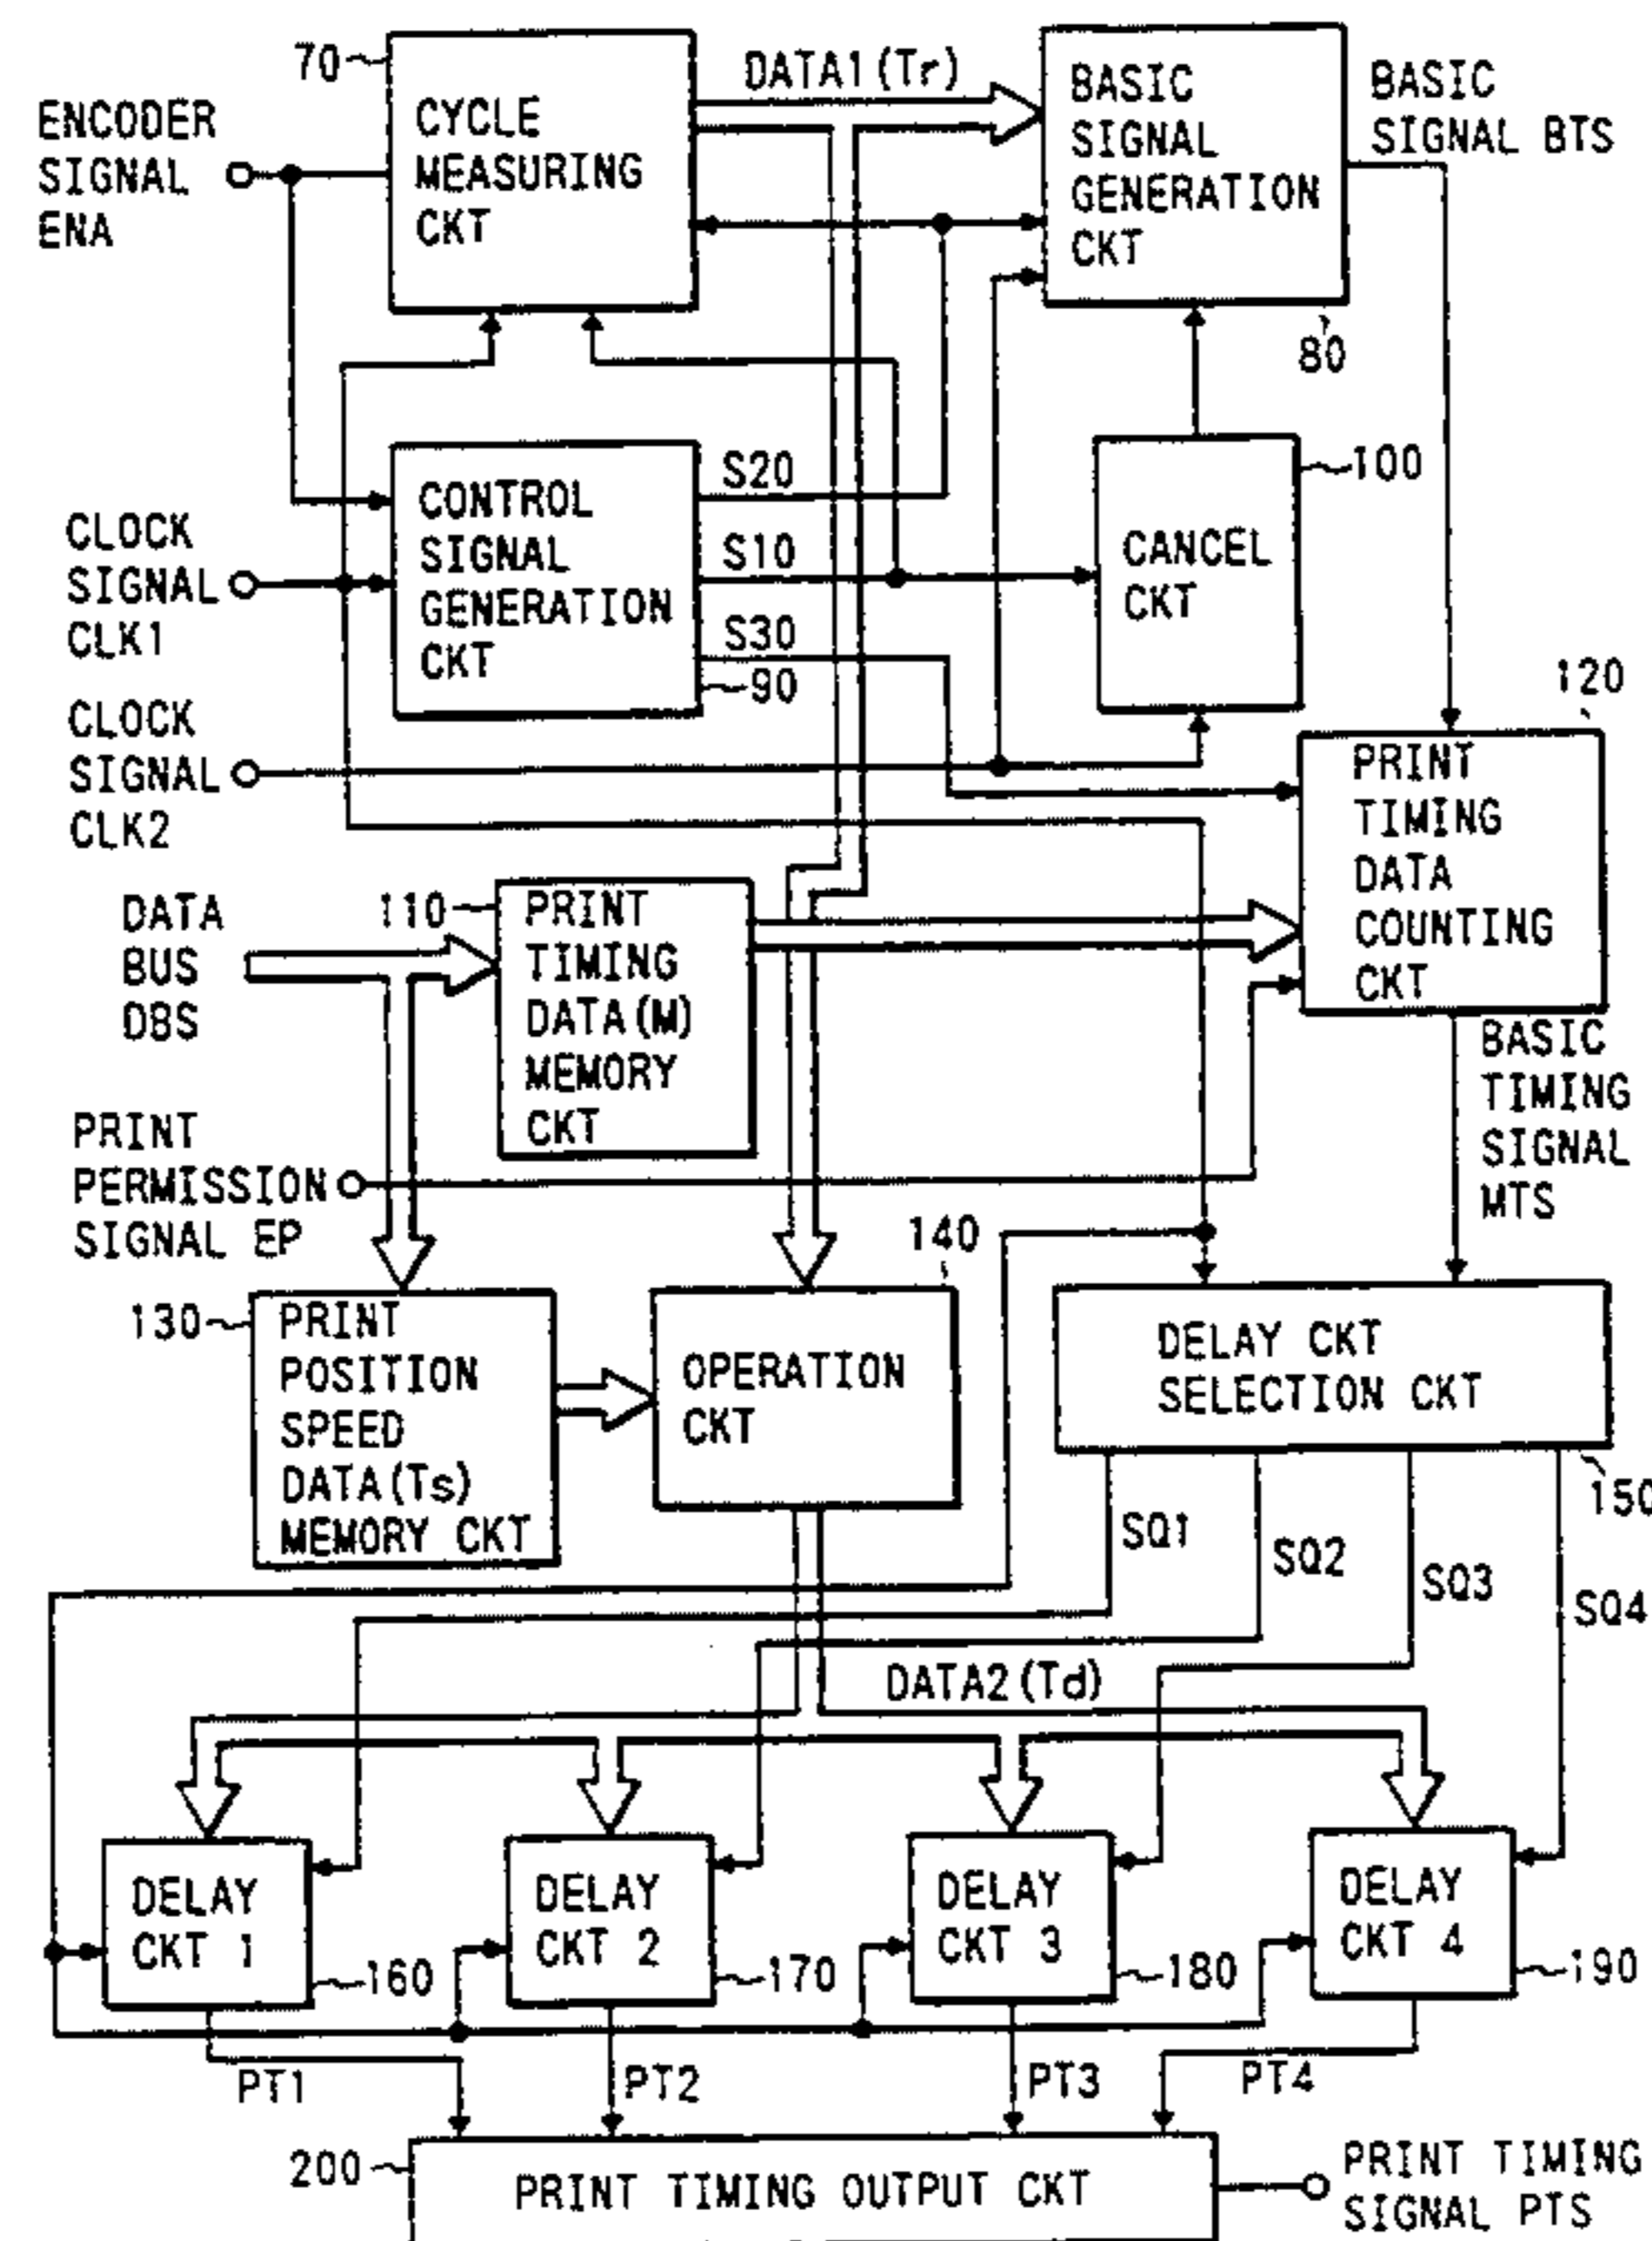 70
CYCLE
MEASURING
CKT
DATA1(Tr)
BASIC
SIGNAL
GENERATION
CKT
80
BASIC
SIGNAL BTS
ENCODER
SIGNAL
ENA
CONTROL
SIGNAL
GENERATION
CKT
90
S20
S10
S30
CANCEL
CKT
100
CLOCK
SIGNAL
CLK1
CLOCK
SIGNAL
CLK2
120
PRINT
TIMING
DATA
COUNTING
CKT
DATA
BUS
DBS
110
PRINT
TIMING
DATA(M)
MEMORY
CKT
BASIC
TIMING
SIGNAL
MTS
PRINT
PERMISSION
SIGNAL EP
130
PRINT
POSITION
SPEED
DATA(Ts)
MEMORY CKT
140
OPERATION
CKT
DELAY CKT
SELECTION CKT
150
SQ1
SQ2
SQ3
SQ4
DATA2(Td)
DELAY
CKT 1
160
DELAY
CKT 2
170
DELAY
CKT 3
180
DELAY
CKT 4
190
PT1
PT2
PT3
PT4
200
PRINT TIMING OUTPUT CKT
PRINT TIMING
SIGNAL PTS